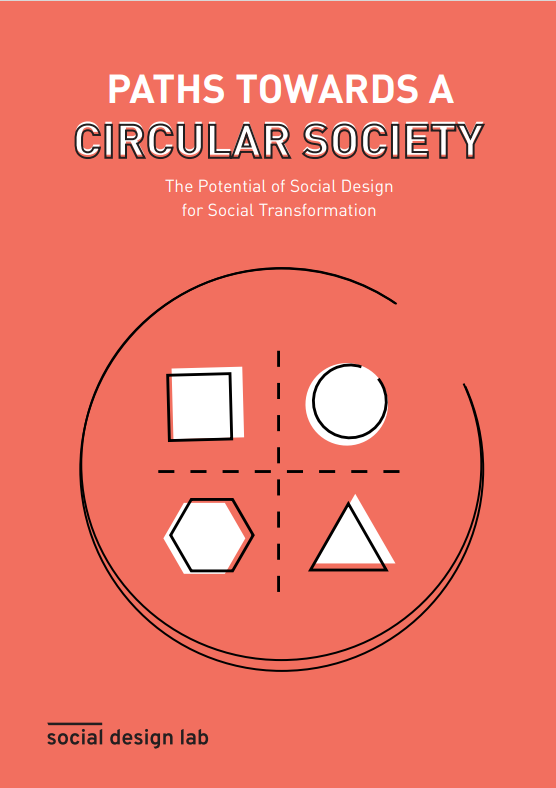 PATHS TOWARDS A
CIRCULAR SOCIETY
The Potential of Social Design
for Social Transformation
social design lab